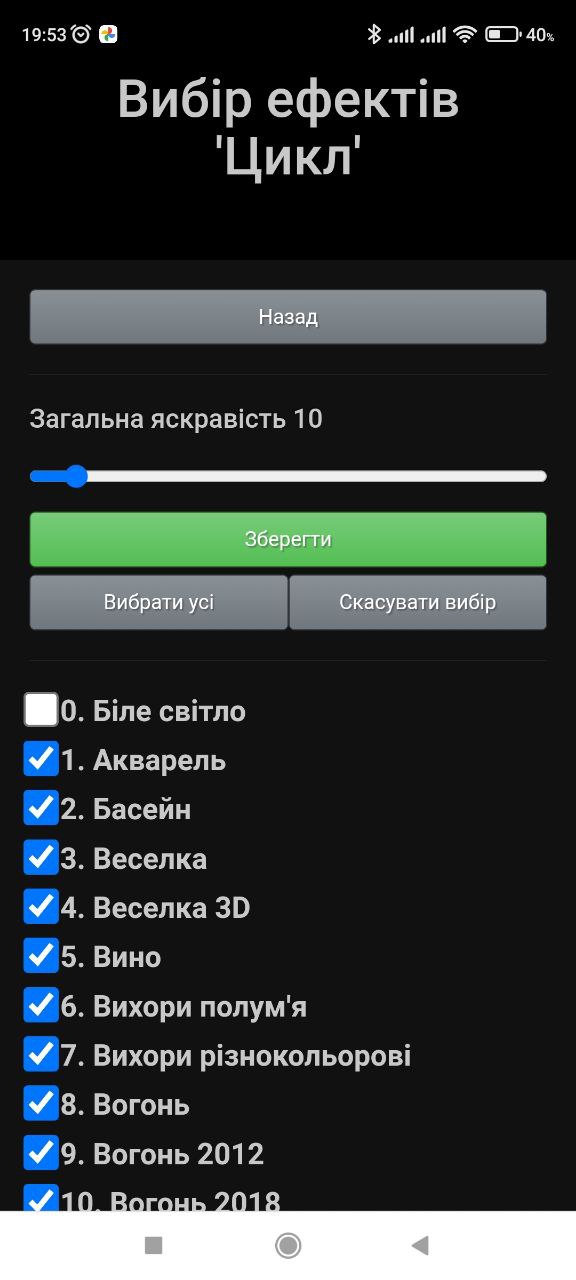 19:53 40%
Вибір ефектів
'Цикл'
Назад
Загальна яскравість 10
Зберегти
Вибрати усі Скасувати вибір
0. Біле світло
1. Акварель
2. Басейн
3. Веселка
4. Веселка 3D
5. Вино
6. Вихори полум'я
7. Вихори різнокольорові
8. Вогонь
9. Вогонь 2012
10. Вогонь 2018